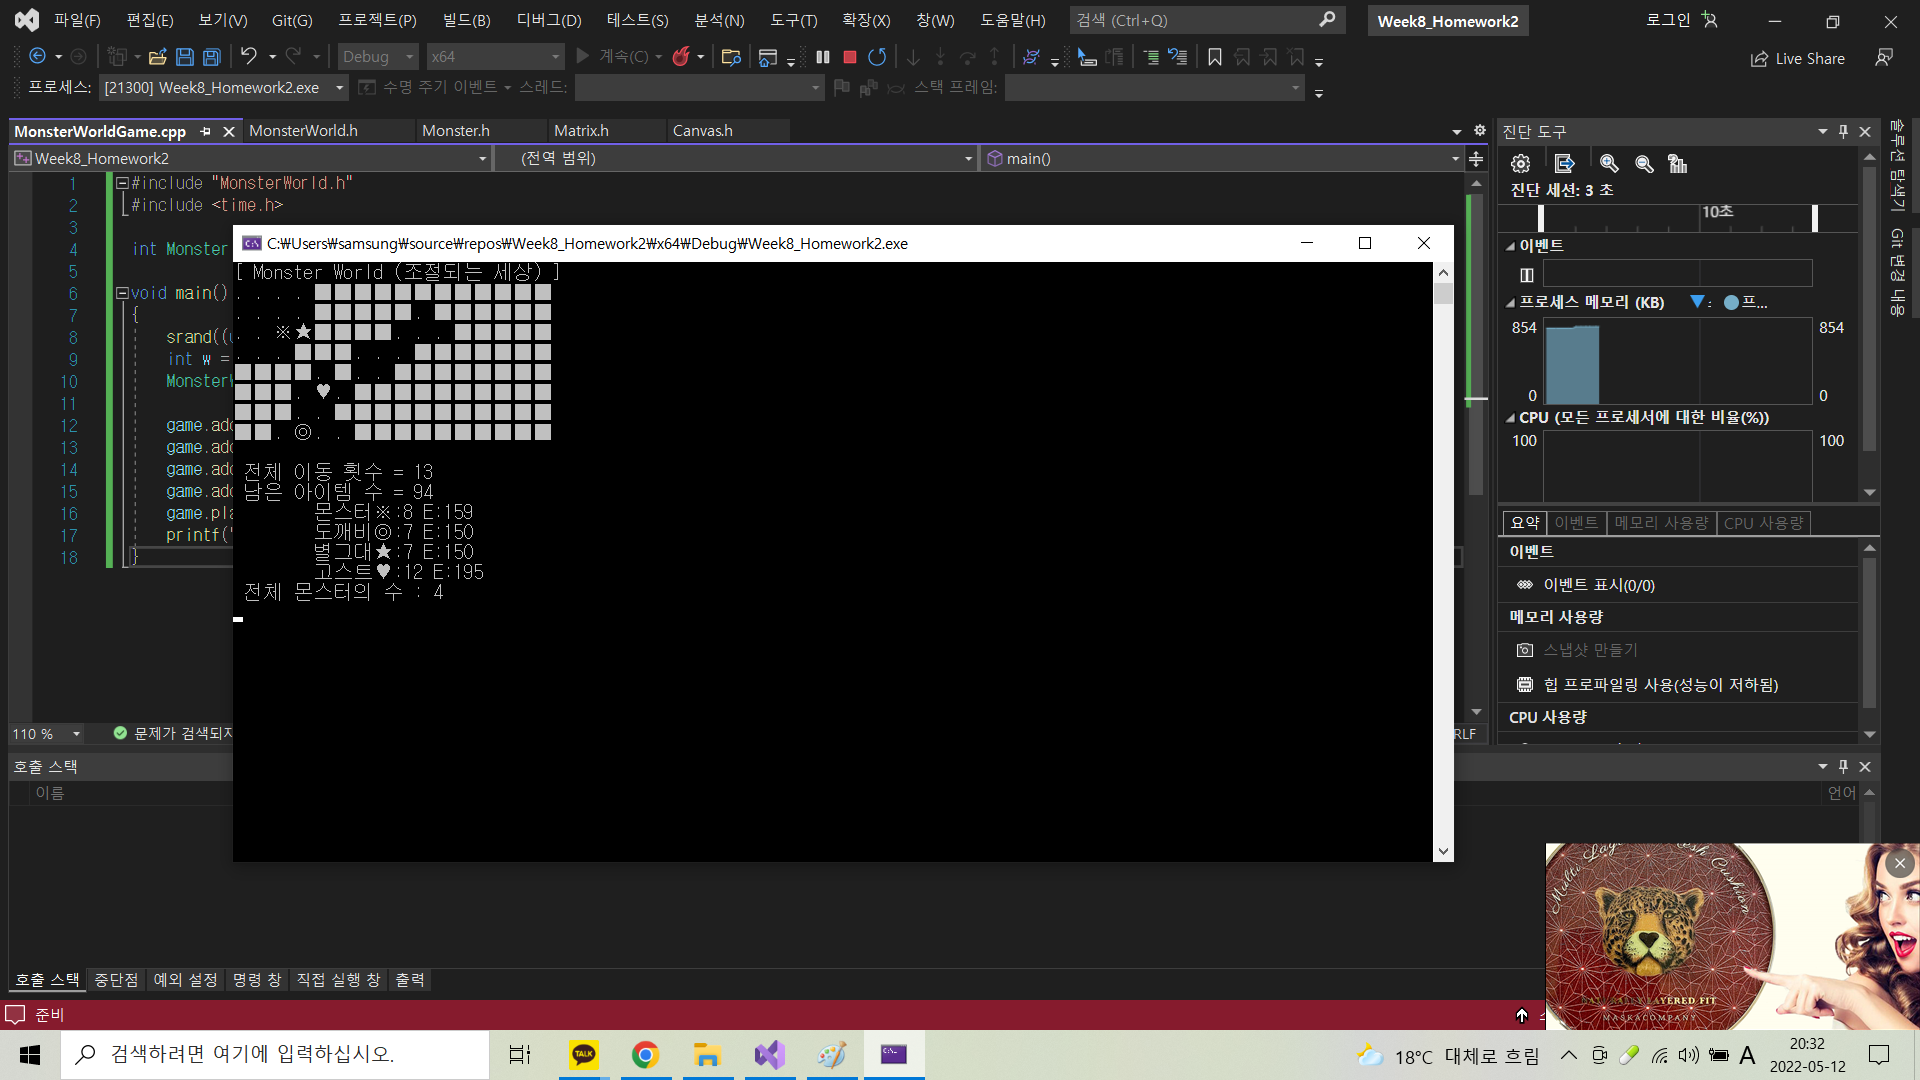 파일(F) 편집(E) 보기(V) Git(G) 프로젝트(P) 빌드(B) 디버그(D) 테스트(S) 분석(N) 도구(T) 확장(X) 창(W) 도움말(H) 검색 (Ctrl+Q) Week8_Homework2 로그인
Debug x64 계속(C) Live Share
프로세스: [21300] Week8_Homework2.exe 수명 주기 이벤트 스레드: 스택 프레임:
MonsterWorldGame.cpp MonsterWorld.h Monster.h Matrix.h Canvas.h
Week8_Homework2 (전역 범위) main()
1 #include "MonsterWorld.h"
2 #include <time.h>
3
4 int Monster
5
6 void main()
7 {
8 srand((
9 int w =
10 Monster
11
12 game.add
13 game.add
14 game.add
15 game.add
16 game.pla
17 printf("
18 }
C:\Users\samsung\source\repos\Week8_Homework2\x64\Debug\Week8_Homework2.exe
[ Monster World (조절되는 세상) ]
. . . . ■■■■■■■■■■■■
. . . . ■■■■■ . ■■■■■■
. . ※★■■■■ . . . ■■■■■
. . . ■■■ . . . ■■■■■■■
■■■■ . ■ . . ■■■■■■■■
■■■ . ♥ . ■■■■■■■■■■
■■■ . . ■■■■■■■■■■■
■■ . ◎ . . ■■■■■■■■■■
전체 이동 횟수 = 13
남은 아이템 수 = 94
몬스터※:8 E:159
도깨비◎:7 E:150
별그대★:7 E:150
고스트♥:12 E:195
전체 몬스터의 수 : 4
진단 도구
진단 세션: 3 초
10초
이벤트
프로세스 메모리 (KB) 프...
854 854
0 0
CPU (모든 프로세서에 대한 비율(%))
100 100
요약 이벤트 메모리 사용량 CPU 사용량
이벤트
이벤트 표시(0/0)
메모리 사용량
스냅샷 만들기
힙 프로파일링 사용(성능이 저하됨)
CPU 사용량
솔루션 탐색기
Git 변경 내용
110 % 문제가 검색되지 RLF
호출 스택
이름 언어
호출 스택 중단점 예외 설정 명령 창 직접 실행 창 출력
준비
Multi Cushion
LAYERED FIT
MASKACOMPANY
검색하려면 여기에 입력하십시오.
TALK
18°C 대체로 흐림 A
20:32
2022-05-12